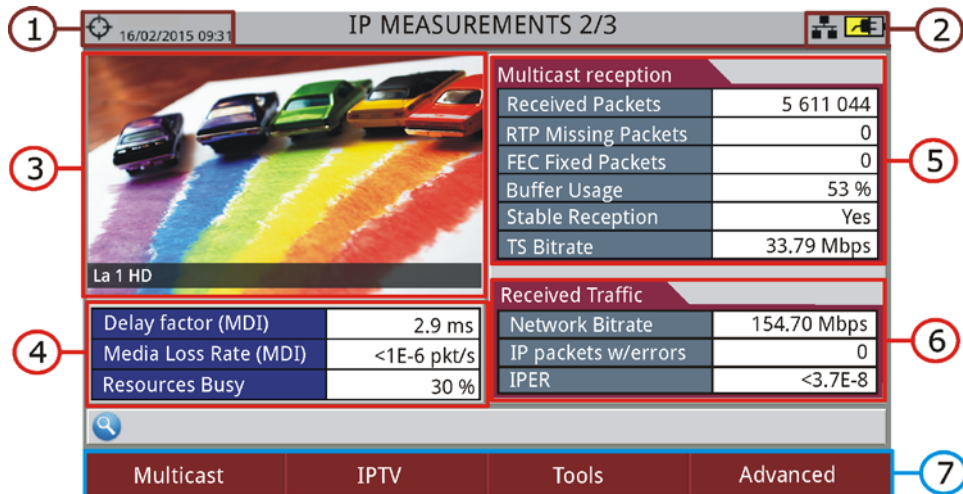 1
16/02/2015 09:31
IP MEASUREMENTS 2/3
2
3
La 1 HD
Multicast reception
Received Packets 5 611 044
RTP Missing Packets 0
FEC Fixed Packets 0
Buffer Usage 53 %
Stable Reception Yes
TS Bitrate 33.79 Mbps
5
4
Delay factor (MDI) 2.9 ms
Media Loss Rate (MDI) <1E-6 pkt/s
Resources Busy 30 %
Received Traffic
Network Bitrate 154.70 Mbps
IP packets w/errors 0
IPER <3.7E-8
6
Multicast IPTV Tools Advanced
7